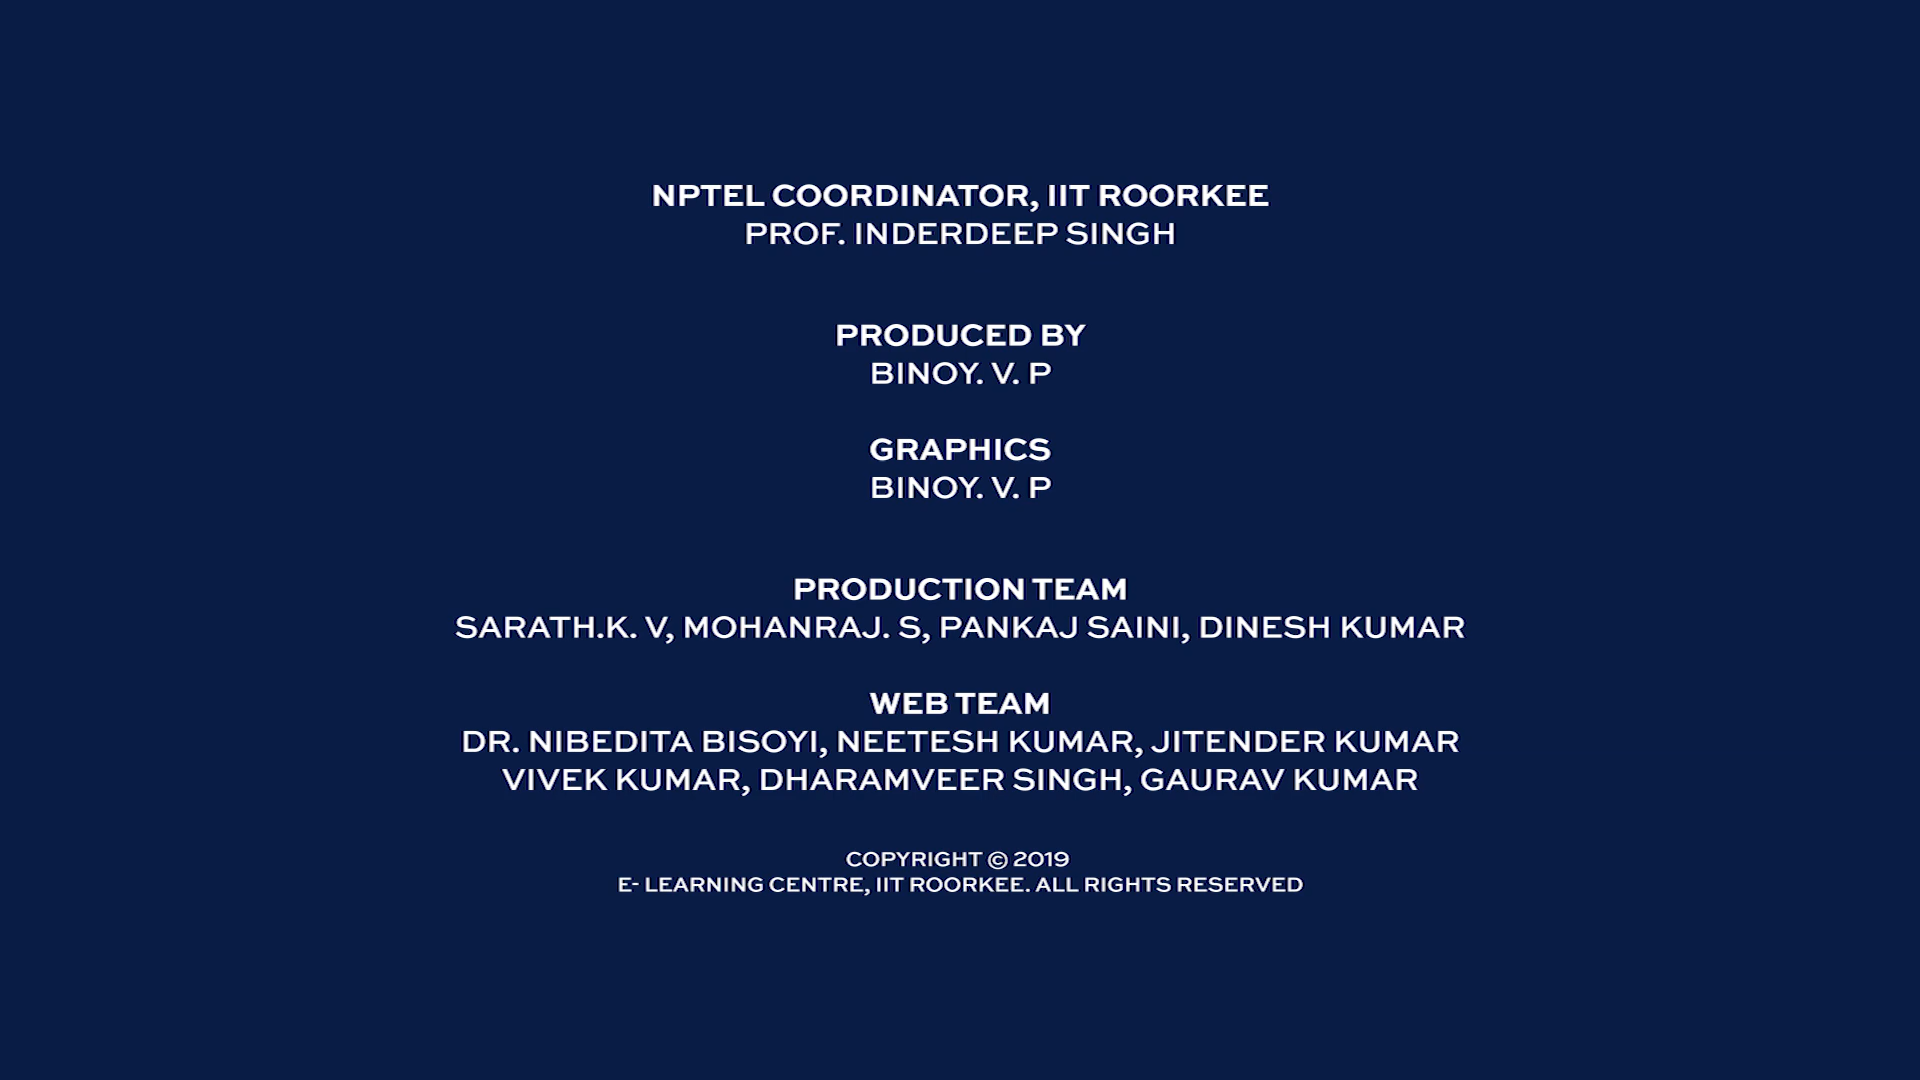 NPTEL COORDINATOR, IIT ROORKEE
PROF. INDERDEEP SINGH
PRODUCED BY
BINOY. V. P
GRAPHICS
BINOY. V. P
PRODUCTION TEAM
SARATH.K. V, MOHANRAJ. S, PANKAJ SAINI, DINESH KUMAR
WEB TEAM
DR. NIBEDITA BISOYI, NEETESH KUMAR, JITENDER KUMAR
VIVEK KUMAR, DHARAMVEER SINGH, GAURAV KUMAR
COPYRIGHT © 2019
E- LEARNING CENTRE, IIT ROORKEE. ALL RIGHTS RESERVED